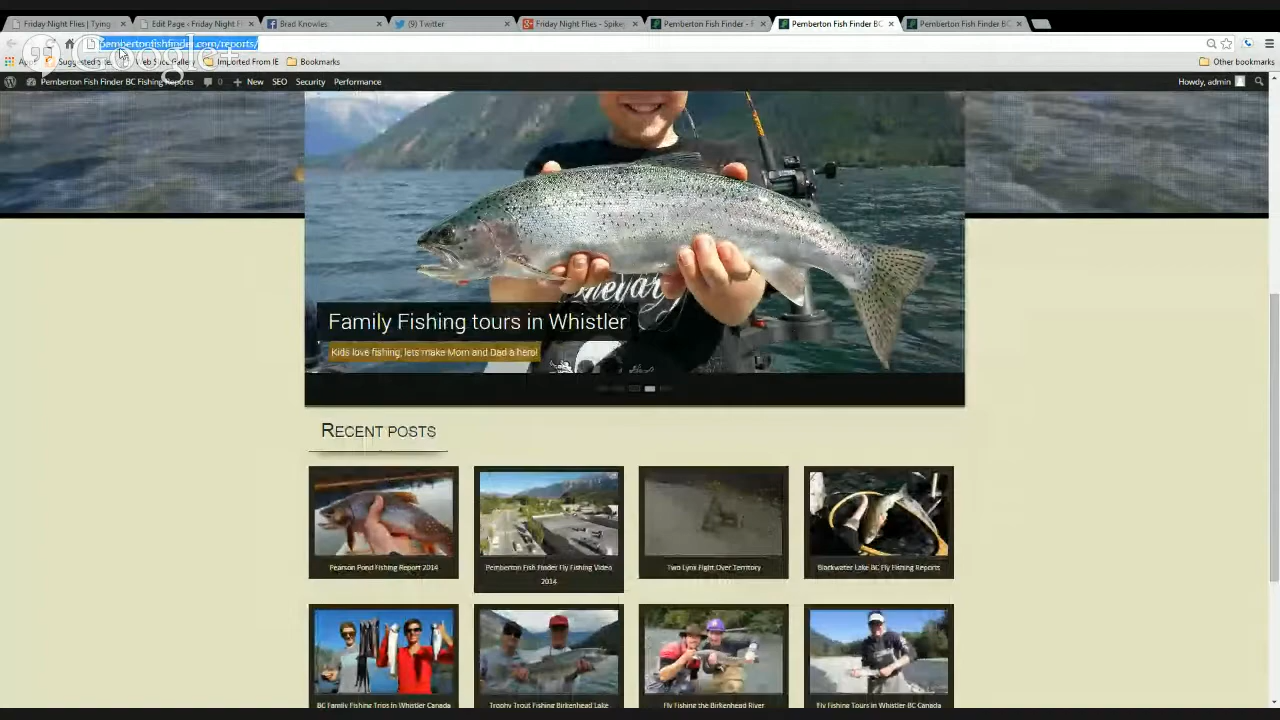 Friday Night Flies | Tying
Edit Page ‹ Friday Night F
Brad Knowles
(9) Twitter
Friday Night Flies - Spikey
Pemberton Fish Finder - F
Pemberton Fish Finder BC
Pemberton Fish Finder BC
pembertonfishfinder.com/reports/
Google+
Imported From IE
Bookmarks
Other bookmarks
Pemberton Fish Finder BC Fishing Reports
0
+ New
SEO
Security
Performance
Howdy, admin
Family Fishing tours in Whistler
Kids love fishing, lets make Mom and Dad a hero!
Recent posts
Pearson Pond Fishing Report 2014
Pemberton Fish Finder Fly Fishing Video
2014
Two Lynx Fight Over Territory
Blackwater Lake BC Fly Fishing Reports
BC Family Fishing Trips In Whistler Canada
Trophy Trout Fishing Birkenhead Lake
Fly Fishing the Birkenhead River
Fly Fishing Tours in Whistler BC Canada